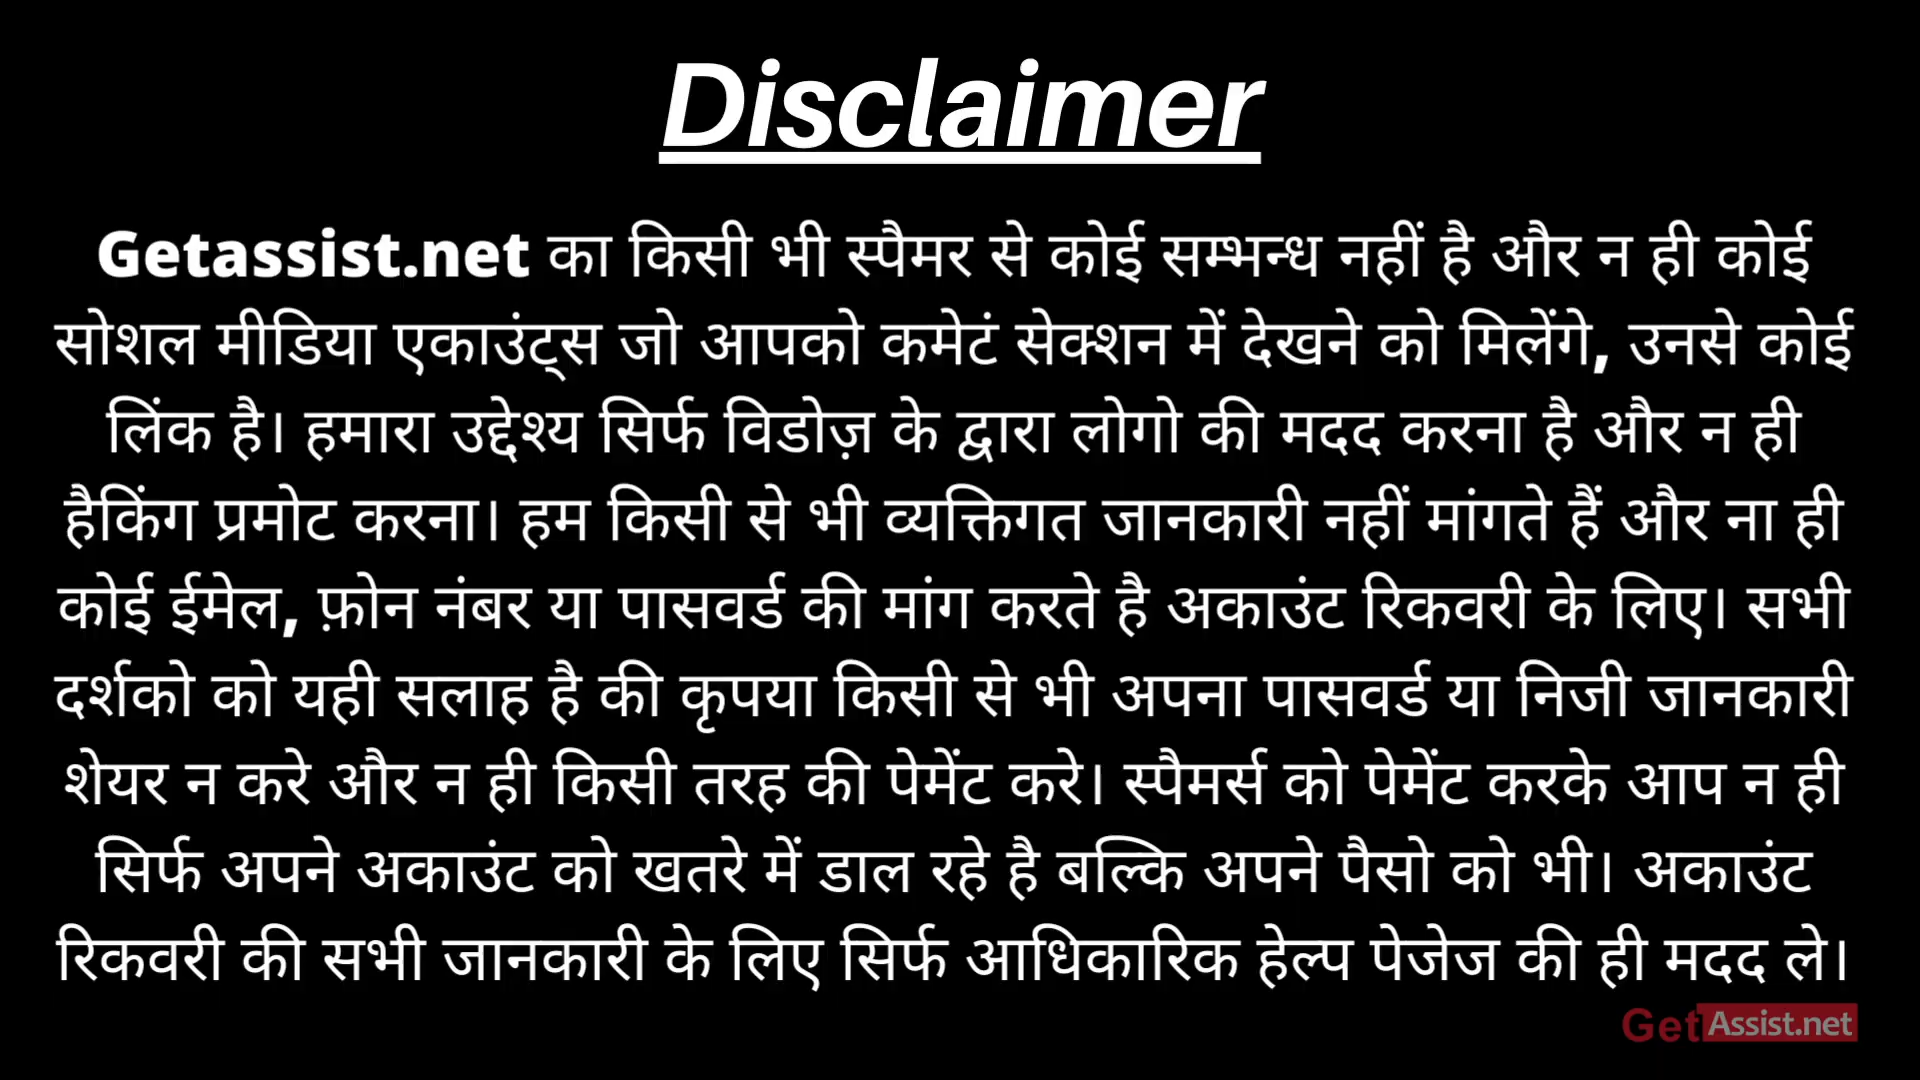 Disclaimer
Getassist.net का किसी भी स्पैमर से कोई सम्भन्ध नहीं है और न ही कोई
सोशल मीडिया एकाउंट्स जो आपको कमेटं सेक्शन में देखने को मिलेंगे, उनसे कोई
लिंक है। हमारा उद्देश्य सिर्फ विडोज़ के द्वारा लोगो की मदद करना है और न ही
हैकिंग प्रमोट करना। हम किसी से भी व्यक्तिगत जानकारी नहीं मांगते हैं और ना ही
कोई ईमेल, फ़ोन नंबर या पासवर्ड की मांग करते है अकाउंट रिकवरी के लिए। सभी
दर्शको को यही सलाह है की कृपया किसी से भी अपना पासवर्ड या निजी जानकारी
शेयर न करे और न ही किसी तरह की पेमेंट करे। स्पैमर्स को पेमेंट करके आप न ही
सिर्फ अपने अकाउंट को खतरे में डाल रहे है बल्कि अपने पैसो को भी। अकाउंट
रिकवरी की सभी जानकारी के लिए सिर्फ आधिकारिक हेल्प पेजेज की ही मदद ले।
GetAssist.net